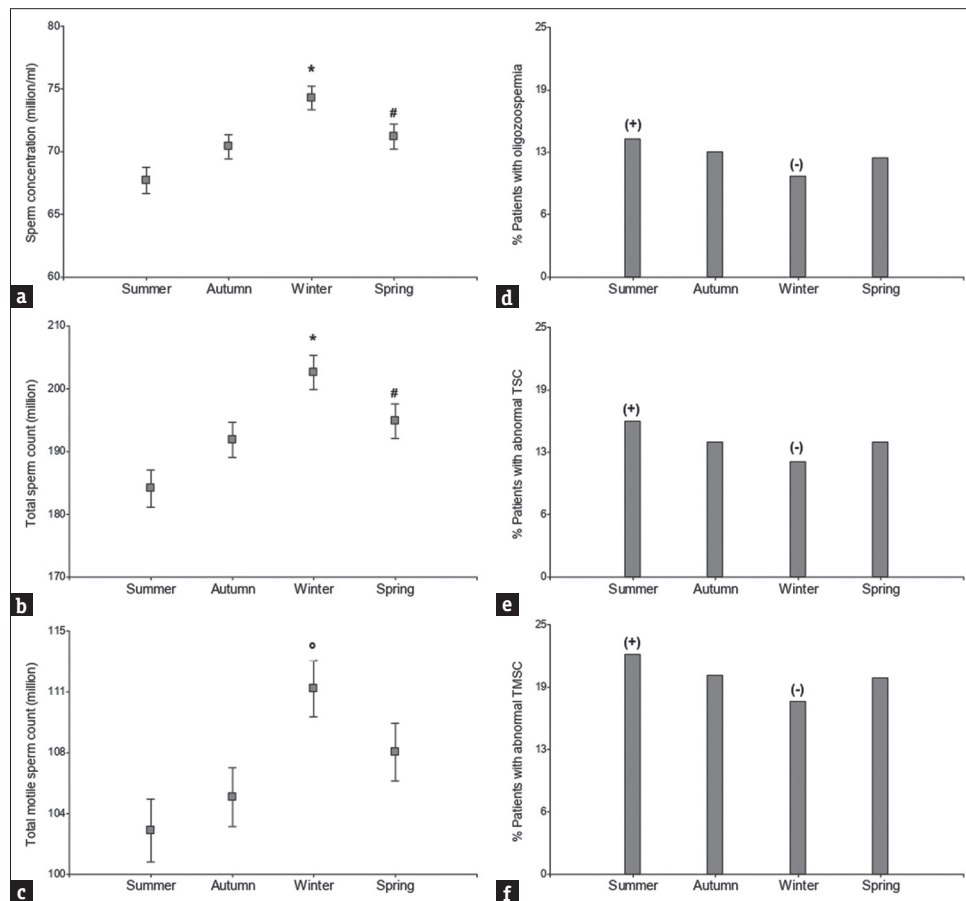 Sperm concentration (million/ml)
75
70
65
60
*
#
Summer Autumn Winter Spring
a
% Patients with oligozoospermia
25
19
13
6
0
(+)
(-)
Summer Autumn Winter Spring
d
Total sperm count (million)
210
200
190
180
170
*
#
Summer Autumn Winter Spring
b
% Patients with abnormal TSC
25
19
13
6
0
(+)
(-)
Summer Autumn Winter Spring
e
Total motile sperm count (million)
115
111
108
104
100
°
Summer Autumn Winter Spring
c
% Patients with abnormal TMSC
25
19
13
6
0
(+)
(-)
Summer Autumn Winter Spring
f